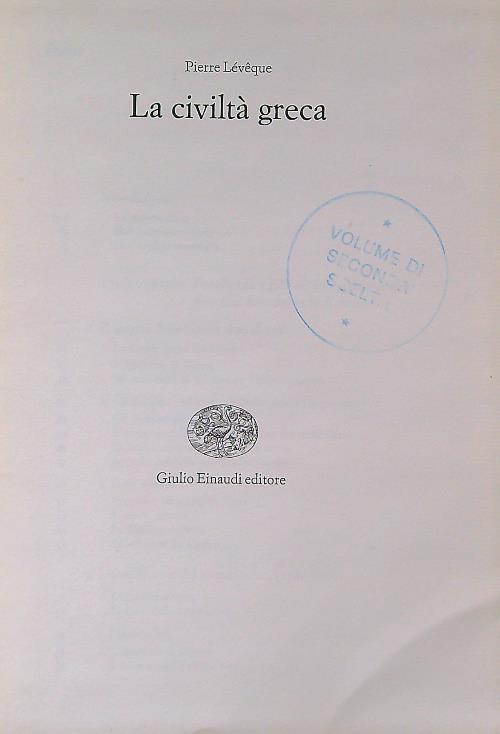 Pierre Lévêque
La civiltà greca
VOLUME DI
SECONDA
SCELTA
Giulio Einaudi editore